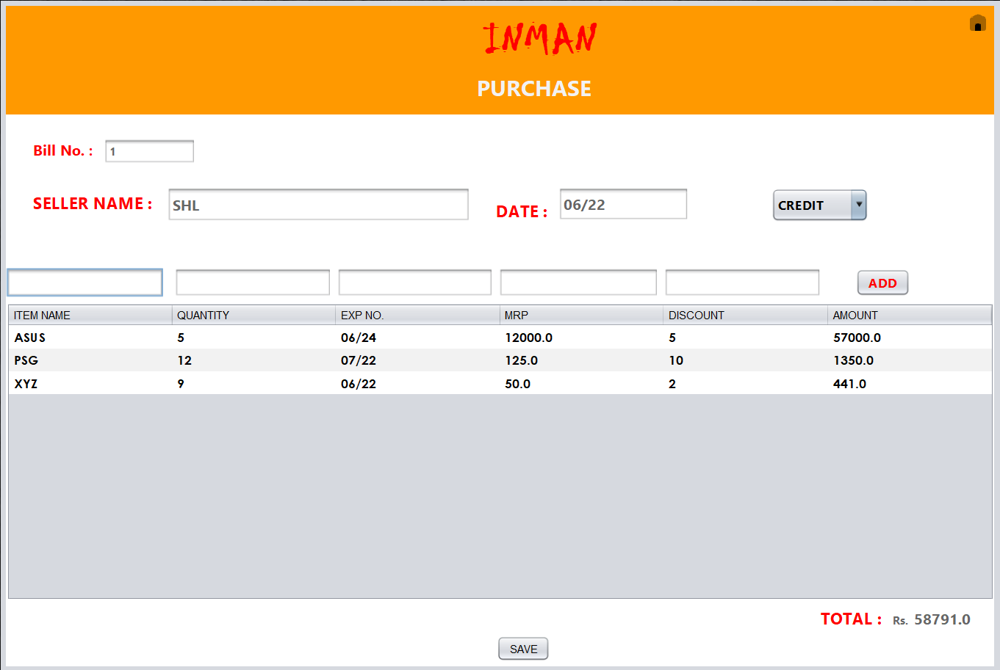 INMAN
PURCHASE
Bill No. : 1
SELLER NAME : SHL DATE : 06/22 CREDIT
ADD
ITEM NAME QUANTITY EXP NO. MRP DISCOUNT AMOUNT
ASUS 5 06/24 12000.0 5 57000.0
PSG 12 07/22 125.0 10 1350.0
XYZ 9 06/22 50.0 2 441.0
TOTAL : Rs. 58791.0
SAVE